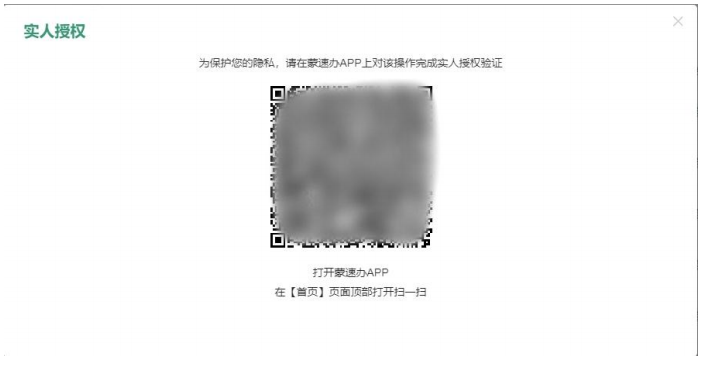 实人授权
为保护您的隐私，请在蒙速办APP上对该操作完成实人授权验证
打开蒙速办APP
在【首页】页面顶部打开扫一扫